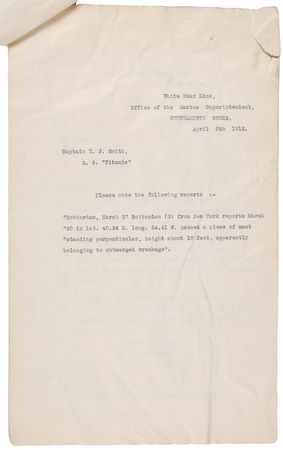 White Star Line,
Office of the Marine Superintendent,
SOUTHAMPTON DOCKS,
April 8th 1912.
Captain E. J. Smith,
S. S. "Titanic"
Please note the following reports :-
"Rotterdam, March 27 Rotterdam (S) from New York reports March
"20 in lat. 40.24 N. long. 64.41 W. passed a piece of mast
"standing perpendicular, height about 10 feet, apparently
belonging to submerged wreckage".